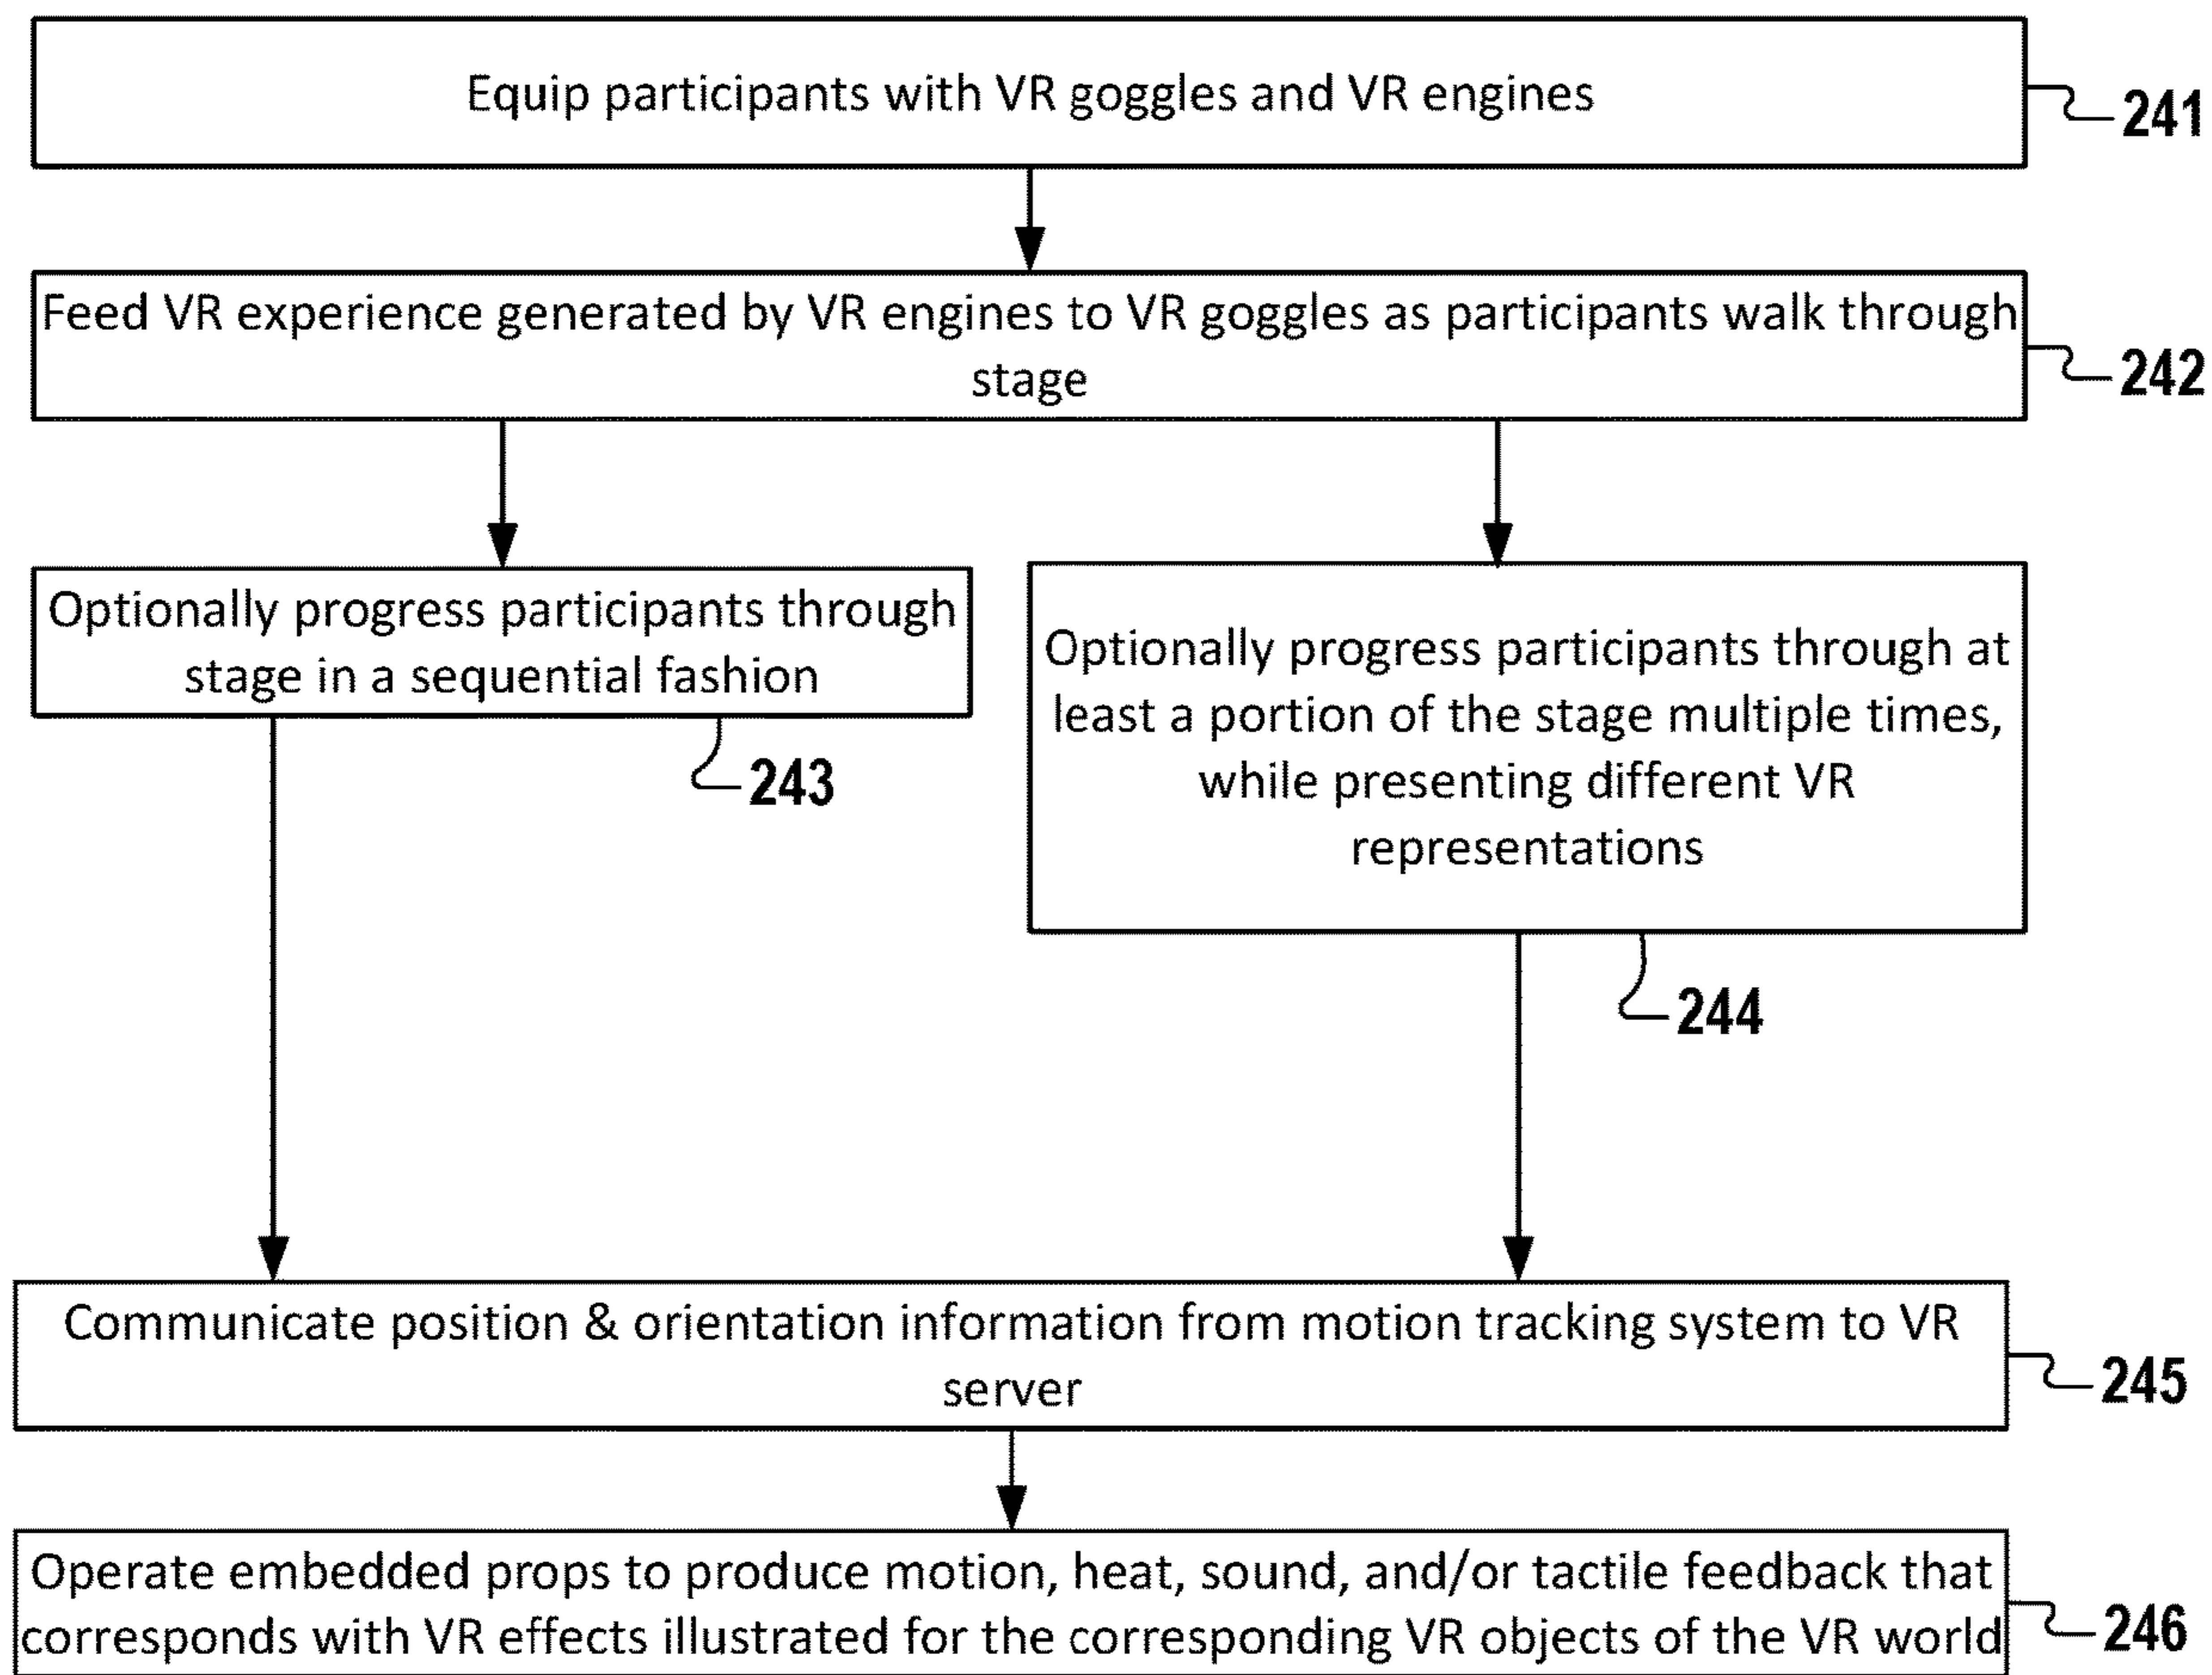 Equip participants with VR goggles and VR engines
241
Feed VR experience generated by VR engines to VR goggles as participants walk through
stage
242
Optionally progress participants through
stage in a sequential fashion
243
Optionally progress participants through at
least a portion of the stage multiple times,
while presenting different VR
representations
244
Communicate position & orientation information from motion tracking system to VR
server
245
Operate embedded props to produce motion, heat, sound, and/or tactile feedback that
corresponds with VR effects illustrated for the corresponding VR objects of the VR world
246